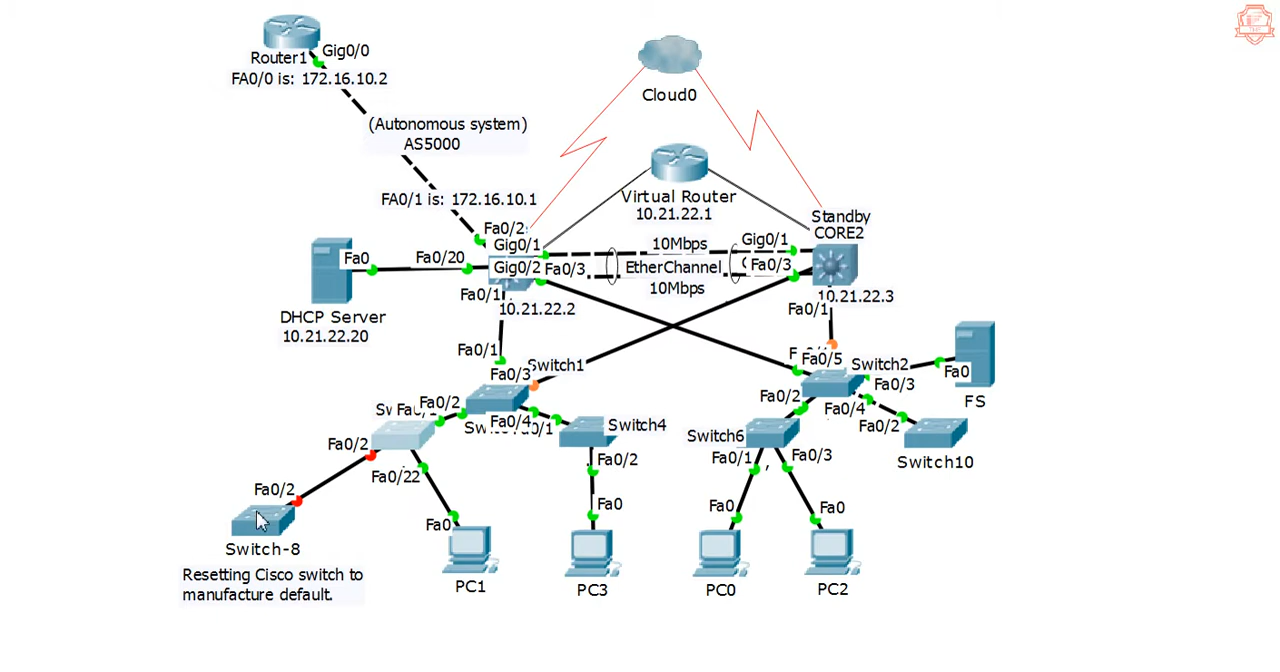 Router1
Gig0/0
FA0/0 is: 172.16.10.2
Cloud0
(Autonomous system)
AS5000
Virtual Router
10.21.22.1
FA0/1 is: 172.16.10.1
Standby
CORE2
Fa0/2
Gig0/1
10Mbps
Gig0/1
Fa0
Fa0/20
Gig0/2
Fa0/3
EtherChannel
Fa0/3
10Mbps
Fa0/1
10.21.22.2
10.21.22.3
Fa0/1
DHCP Server
10.21.22.20
Fa0/1
Switch1
Fa0/5
Switch2
Fa0/3
Fa0
FS
Fa0/3
Fa0/2
Fa0/4
Fa0/2
Fa0/4
Fa0/2
Switch4
Switch6
Switch10
Fa0/2
Fa0/22
Fa0/2
Fa0/1
Fa0/3
Fa0/2
Fa0
Fa0
Fa0
Fa0
Switch-8
PC1
PC3
PC0
PC2
Resetting Cisco switch to
manufacture default.